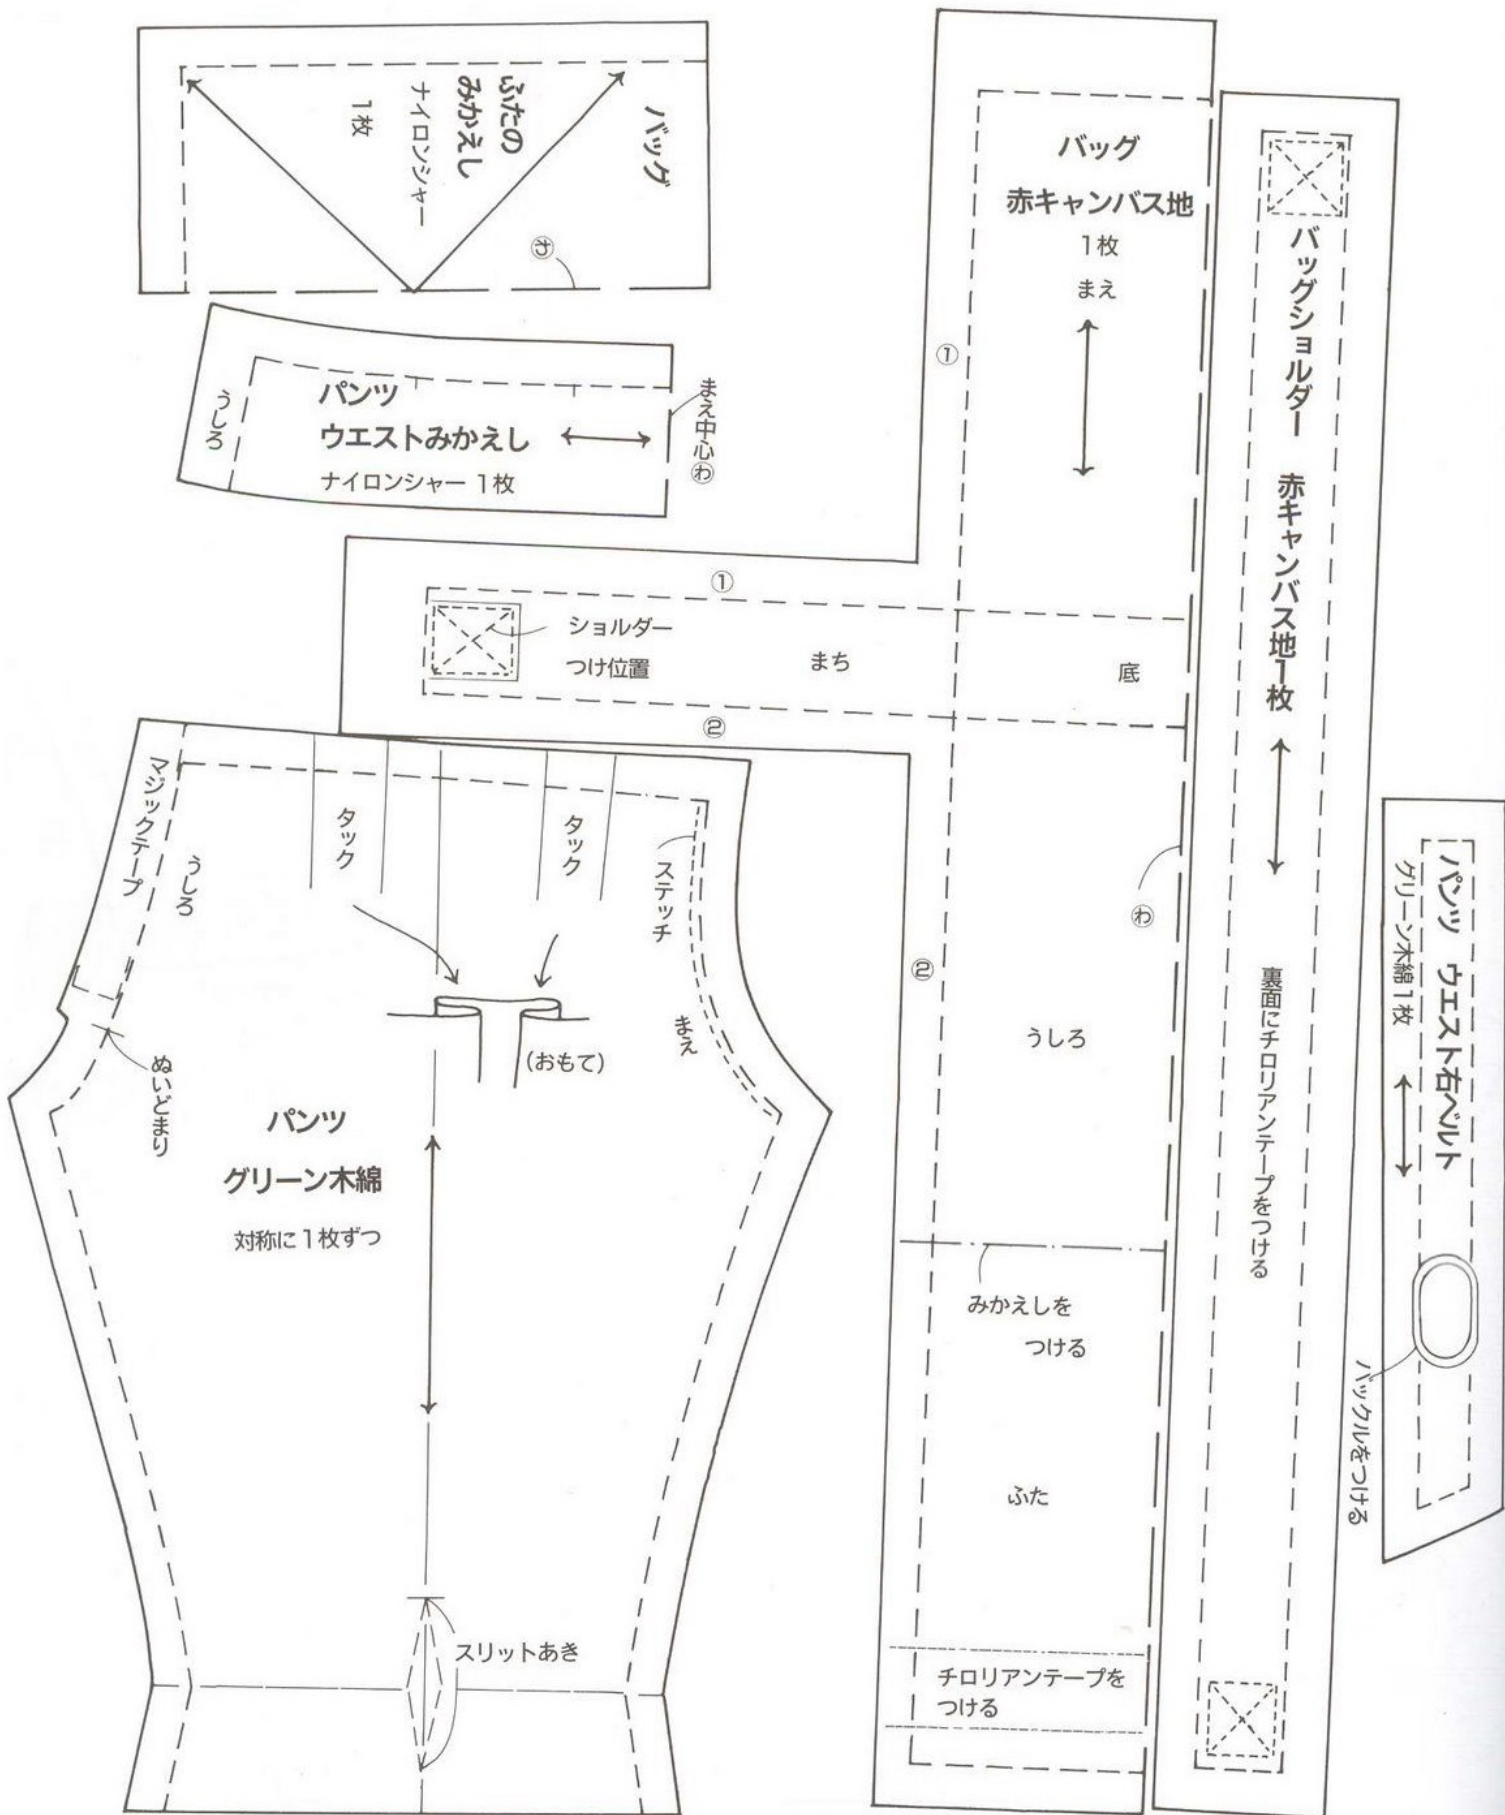 バッグ
ふたの
みかえし
ナイロンシャー
1枚
わ
パンツ
ウエストみかえし
ナイロンシャー 1枚
うしろ
まえ中心わ
バッグ
赤キャンバス地
1枚
まえ
①
①
ショルダー
つけ位置
まち
底
②
②
わ
うしろ
みかえしを
つける
ふた
チロリアンテープを
つける
バッグショルダー 赤キャンバス地1枚
裏面にチロリアンテープをつける
パンツ ウエスト右ベルト
グリーン木綿1枚
バックルをつける
マジックテープ
うしろ
タック
タック
ステッチ
まえ
(おもて)
ぬいどまり
パンツ
グリーン木綿
対称に1枚ずつ
スリットあき